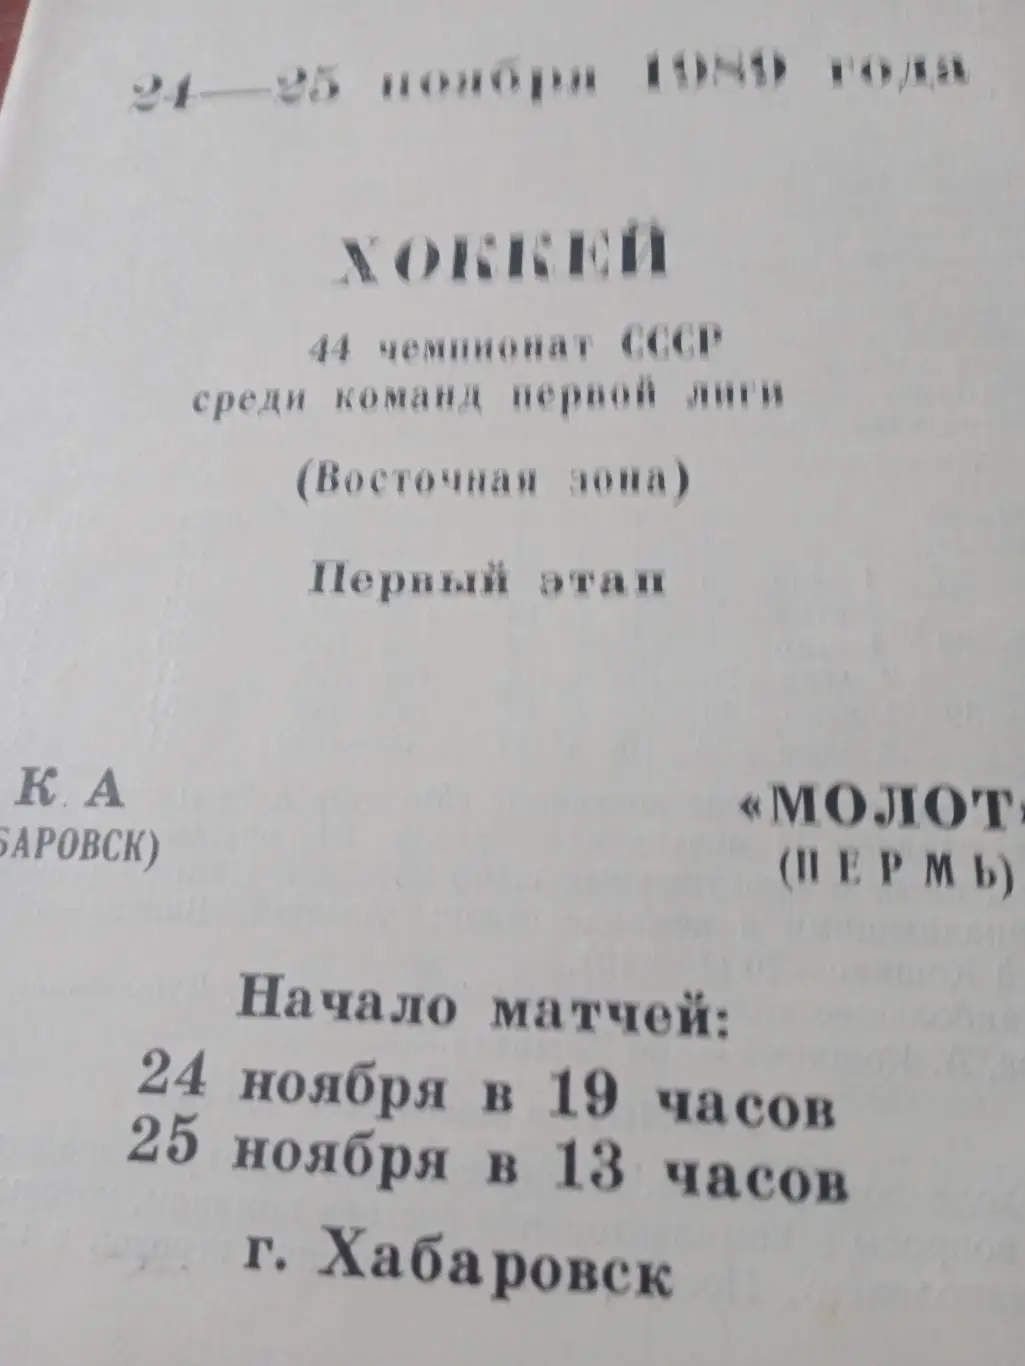 24—25 ноября 1989 года
ХОККЕЙ
44 чемпионат СССР
среди команд первой лиги
(Восточная зона)
Первый этап
К А «МОЛОТ»
БАРОВСК) (ПЕРМЬ)
Начало матчей:
24 ноября в 19 часов
25 ноября в 13 часов
г. Хабаровск